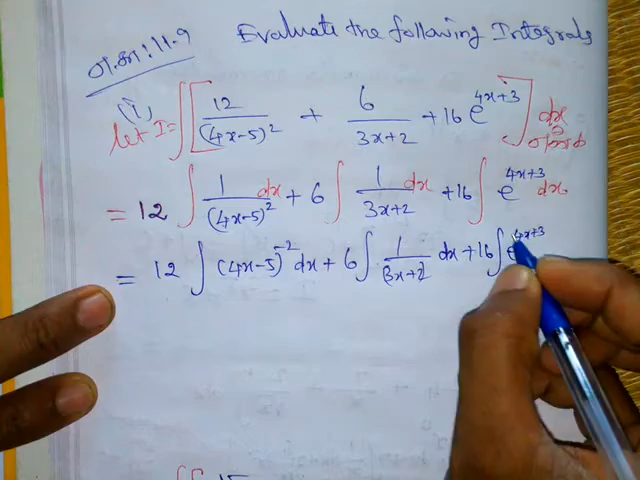 எ.கா: 11.9 Evaluate the following Integrals
(i) let I = ∫ [ 12/(4x-5)² + 6/(3x+2) + 16 e^(4x+3) ] dx
= 12 ∫ 1/(4x-5)² dx + 6 ∫ 1/(3x+2) dx + 16 ∫ e^(4x+3) dx
= 12 ∫ (4x-5)⁻² dx + 6 ∫ 1/(3x+2) dx + 16 ∫ e^(4x+3)